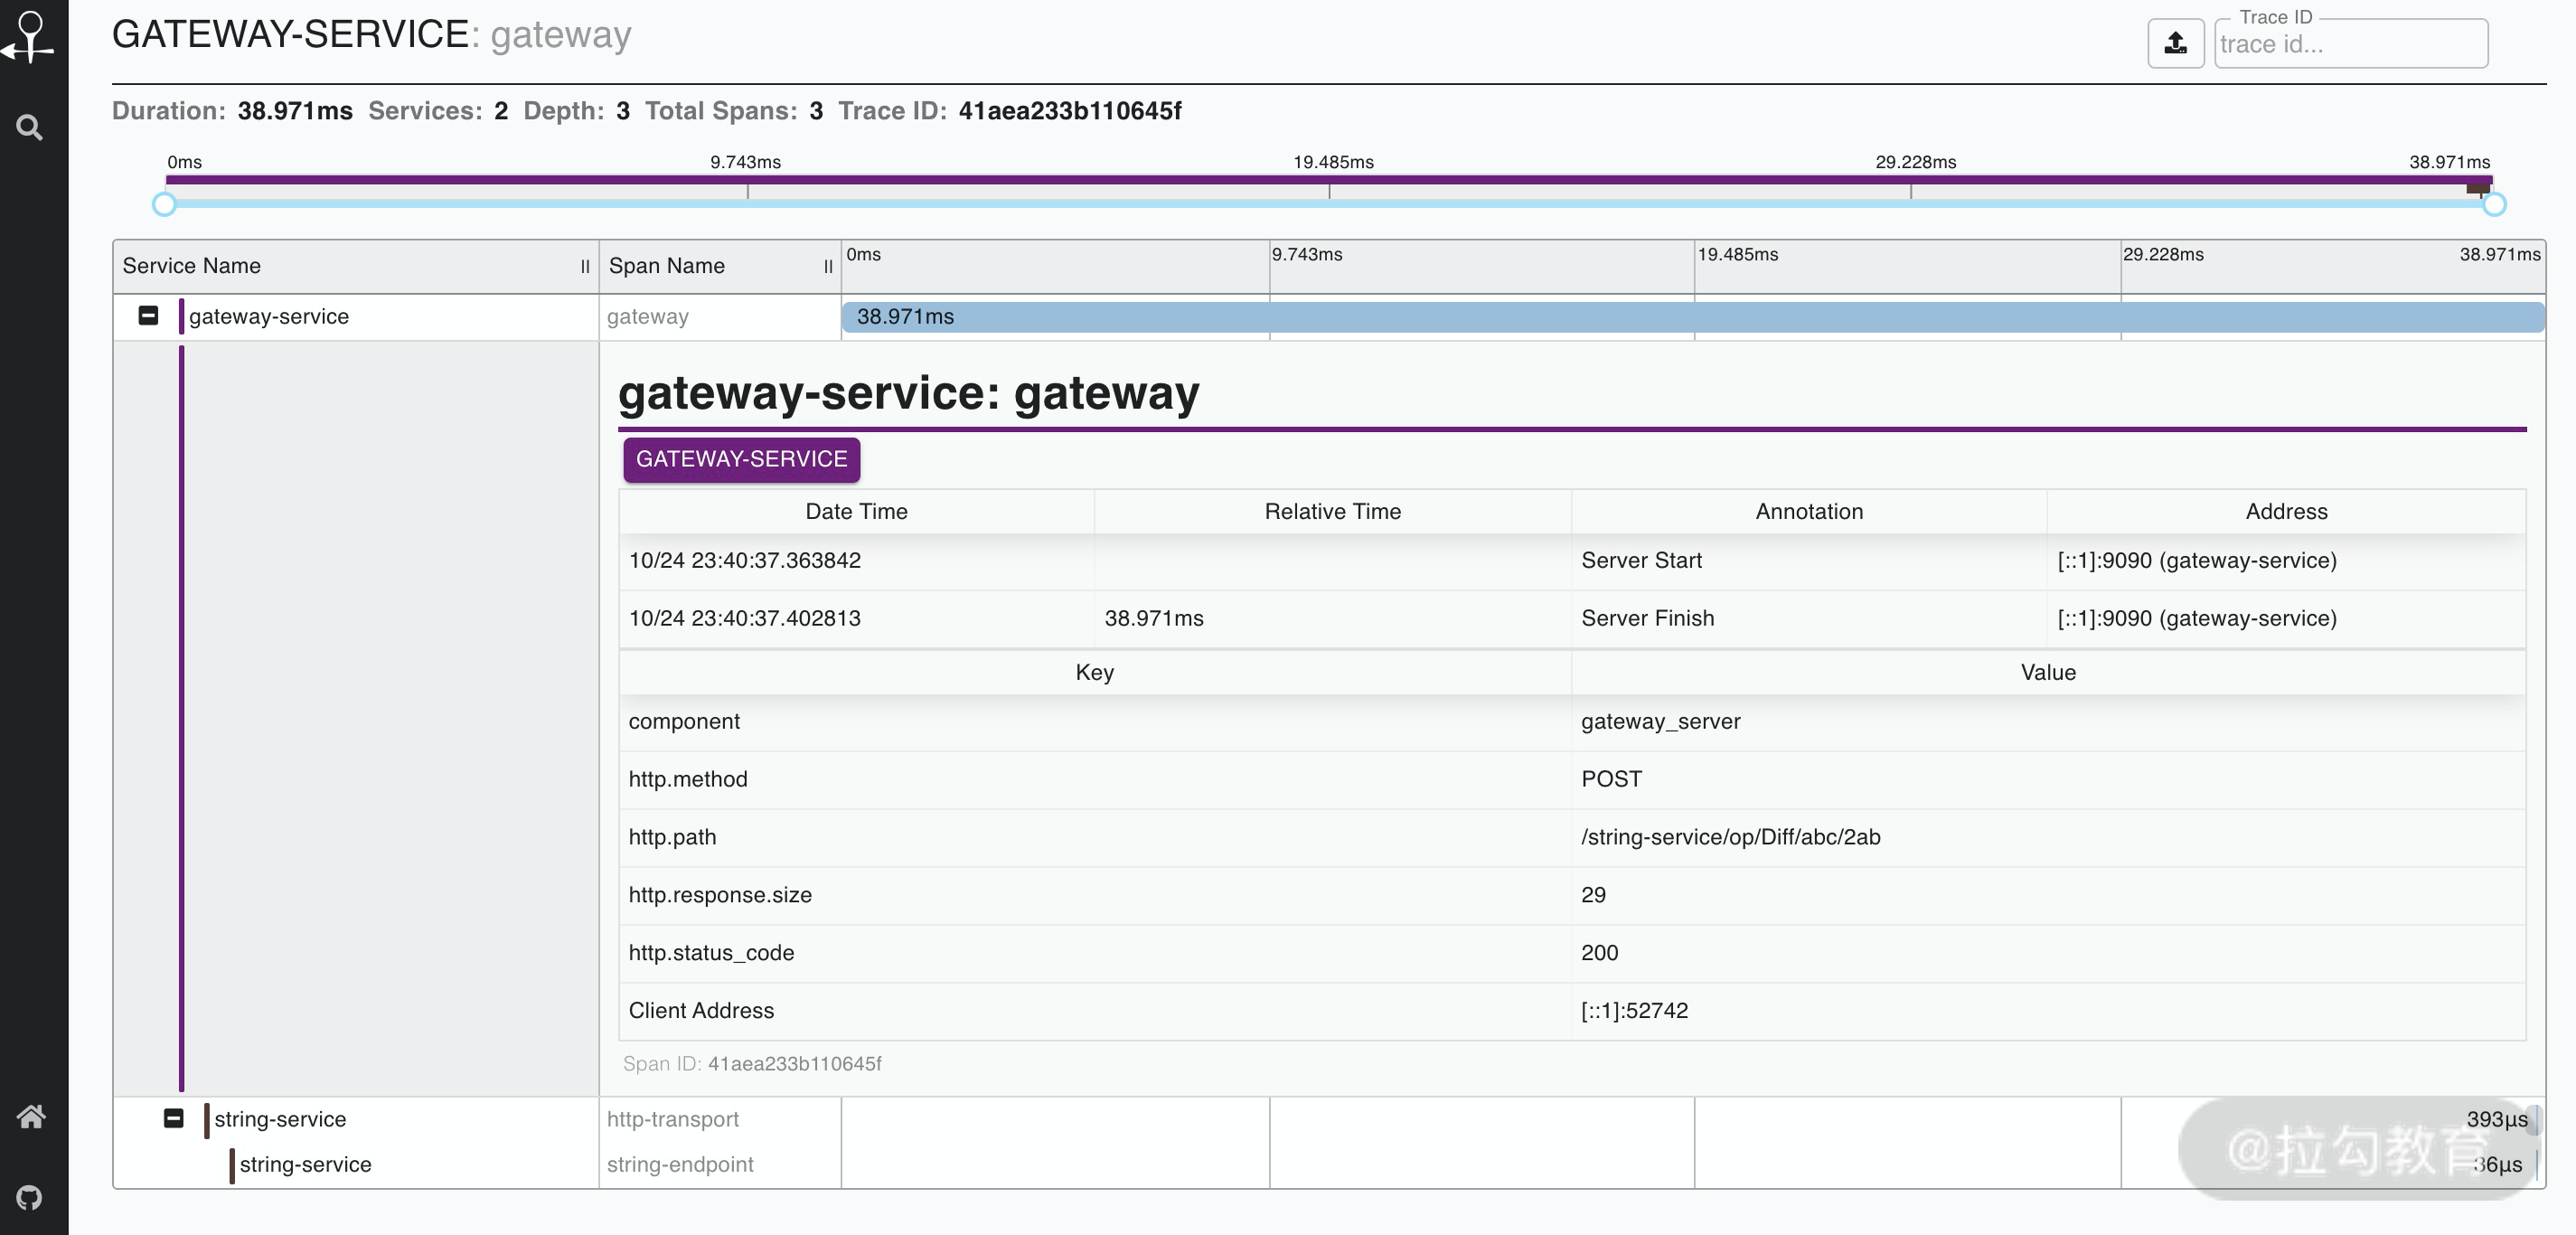 GATEWAY-SERVICE: gateway
Trace ID
trace id...
Duration: 38.971ms Services: 2 Depth: 3 Total Spans: 3 Trace ID: 41aea233b110645f
0ms 9.743ms 19.485ms 29.228ms 38.971ms
Service Name Span Name 0ms 9.743ms 19.485ms 29.228ms 38.971ms
gateway-service gateway 38.971ms
gateway-service: gateway
GATEWAY-SERVICE
Date Time Relative Time Annotation Address
10/24 23:40:37.363842 Server Start [::1]:9090 (gateway-service)
10/24 23:40:37.402813 38.971ms Server Finish [::1]:9090 (gateway-service)
Key Value
component gateway_server
http.method POST
http.path /string-service/op/Diff/abc/2ab
http.response.size 29
http.status_code 200
Client Address [::1]:52742
Span ID: 41aea233b110645f
string-service http-transport 393μs
string-service string-endpoint 36μs
@拉勾教育